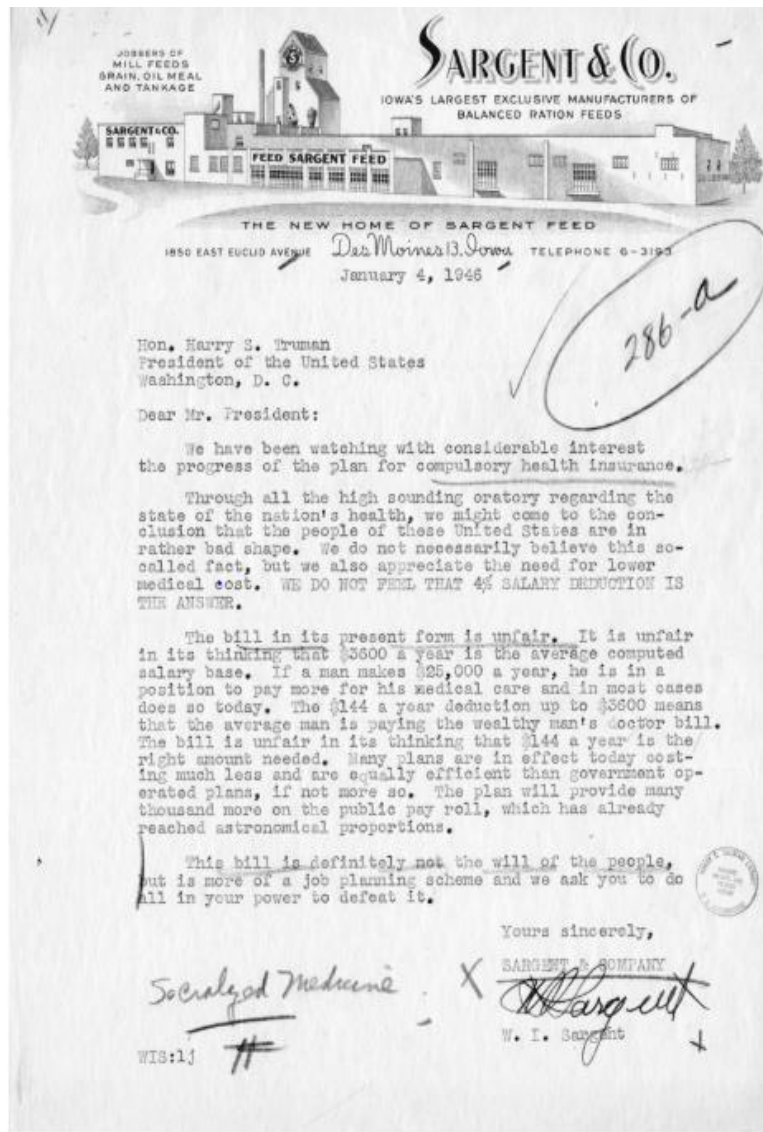 JOBBERS OF
MILL FEEDS
GRAIN, OIL MEAL
AND TANKAGE
SARGENT & CO.
IOWA'S LARGEST EXCLUSIVE MANUFACTURERS OF
BALANCED RATION FEEDS
S
SARGENT & CO.
FEED SARGENT FEED
THE NEW HOME OF SARGENT FEED
1850 EAST EUCLID AVENUE Des Moines 13, Iowa TELEPHONE 6-3193
January 4, 1946
286-a
Hon. Harry S. Truman
President of the United States
Washington, D. C.
Dear Mr. President:
We have been watching with considerable interest
the progress of the plan for compulsory health insurance.
Through all the high sounding oratory regarding the
state of the nation's health, we might come to the con-
clusion that the people of these United States are in
rather bad shape. We do not necessarily believe this so-
called fact, but we also appreciate the need for lower
medical cost. WE DO NOT FEEL THAT 4% SALARY DEDUCTION IS
THE ANSWER.
The bill in its present form is unfair. It is unfair
in its thinking that $3600 a year is the average computed
salary base. If a man makes $25,000 a year, he is in a
position to pay more for his medical care and in most cases
does so today. The $144 a year deduction up to $3600 means
that the average man is paying the wealthy man's doctor bill.
The bill is unfair in its thinking that $144 a year is the
right amount needed. Many plans are in effect today cost-
ing much less and are equally efficient than government op-
erated plans, if not more so. The plan will provide many
thousand more on the public pay roll, which has already
reached astronomical proportions.
This bill is definitely not the will of the people,
but is more of a job planning scheme and we ask you to do
all in your power to defeat it.
Yours sincerely,
SARGENT & COMPANY
Socialyed Medicine X
W I Sargent
W. I. Sargent
X
WIS:lj